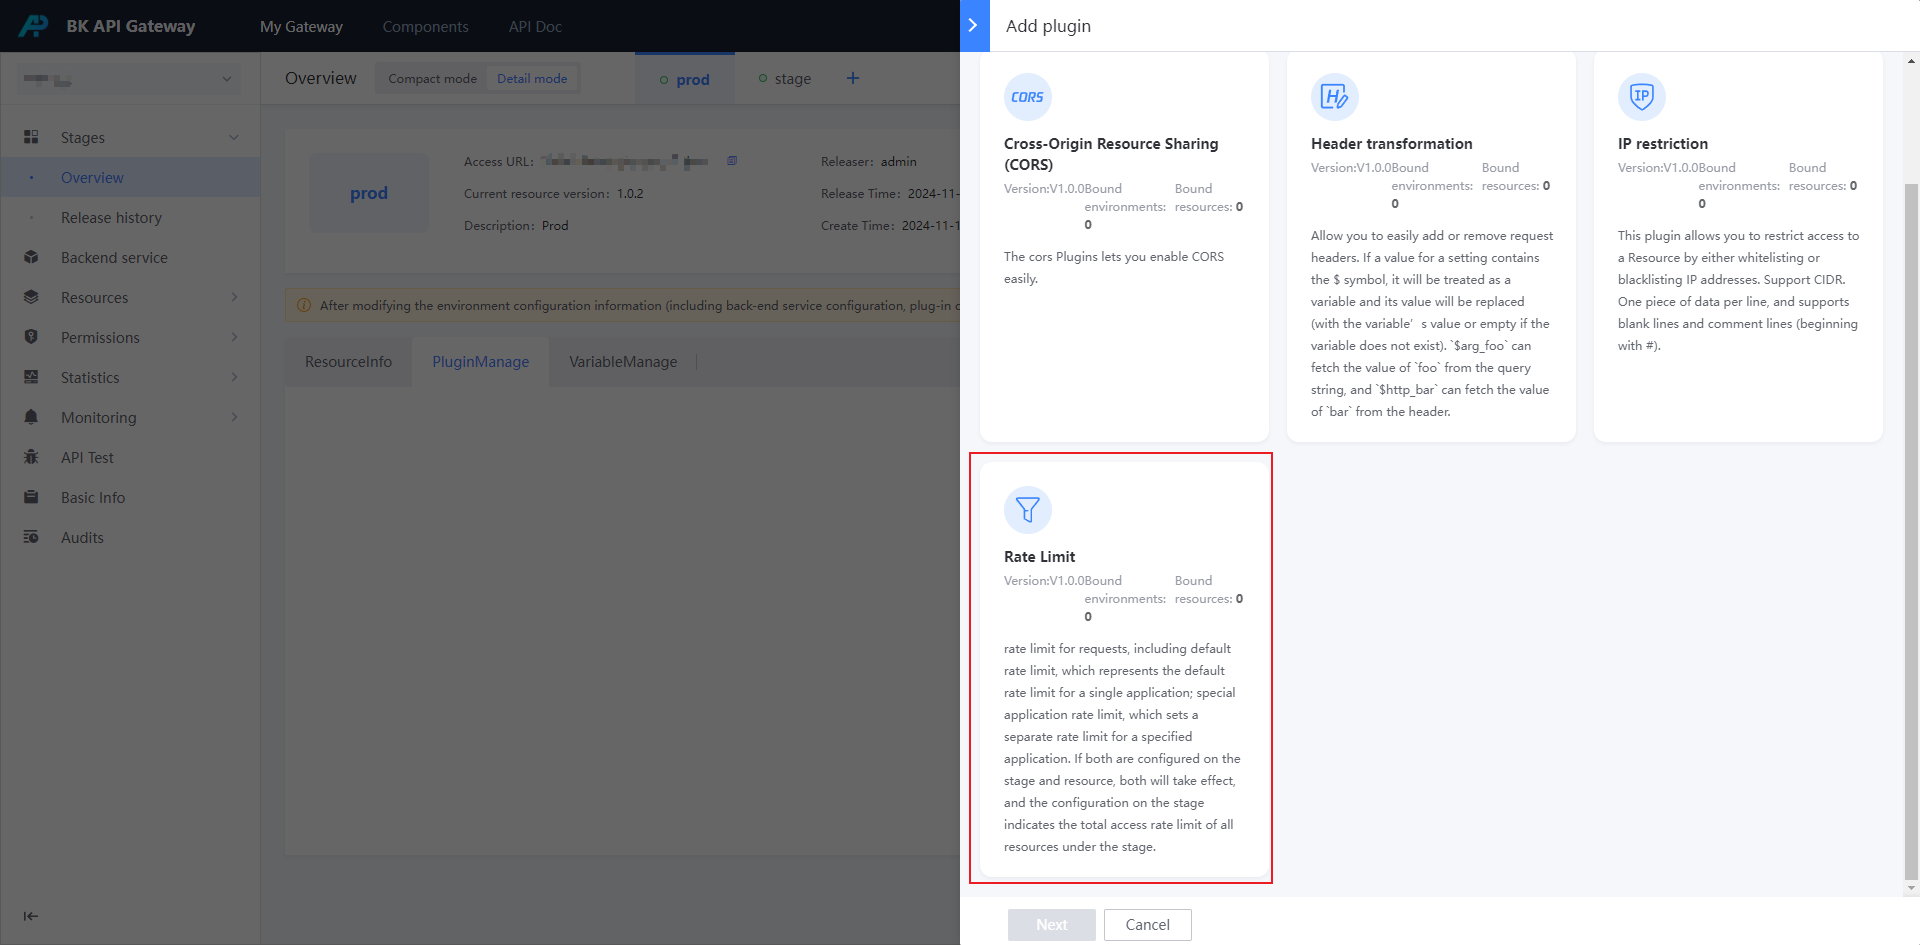 BK API Gateway
My Gateway
Components
API Doc
Stages
Overview
Release history
Backend service
Resources
Permissions
Statistics
Monitoring
API Test
Basic Info
Audits
Overview
Compact mode
Detail mode
prod
stage
+
prod
Access URL:
Releaser: admin
Current resource version: 1.0.2
Release Time: 2024-11-
Description: Prod
Create Time: 2024-11-1
After modifying the environment configuration information (including back-end service configuration, plug-in c
ResourceInfo
PluginManage
VariableManage
Add plugin
CORS
Cross-Origin Resource Sharing
(CORS)
Version:V1.0.0
Bound
environments:
0
Bound
resources: 0
The cors Plugins lets you enable CORS
easily.
H
Header transformation
Version:V1.0.0
Bound
environments:
0
Bound
resources: 0
Allow you to easily add or remove request
headers. If a value for a setting contains
the $ symbol, it will be treated as a
variable and its value will be replaced
(with the variable’s value or empty if the
variable does not exist). `$arg_foo` can
fetch the value of `foo` from the query
string, and `$http_bar` can fetch the value
of `bar` from the header.
IP
IP restriction
Version:V1.0.0
Bound
environments:
0
Bound
resources: 0
This plugin allows you to restrict access to
a Resource by either whitelisting or
blacklisting IP addresses. Support CIDR.
One piece of data per line, and supports
blank lines and comment lines (beginning
with #).
Rate Limit
Version:V1.0.0
Bound
environments:
0
Bound
resources: 0
rate limit for requests, including default
rate limit, which represents the default
rate limit for a single application; special
application rate limit, which sets a
separate rate limit for a specified
application. If both are configured on the
stage and resource, both will take effect,
and the configuration on the stage
indicates the total access rate limit of all
resources under the stage.
Next
Cancel